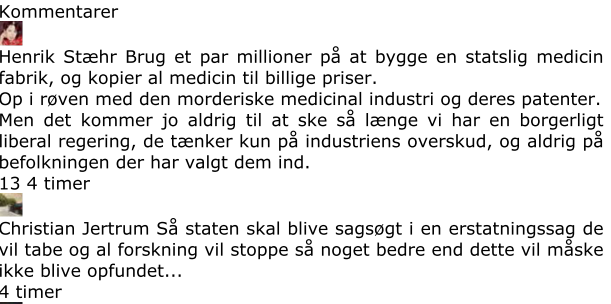 Kommentarer
Henrik Stæhr Brug et par millioner på at bygge en statslig medicin
fabrik, og kopier al medicin til billige priser.
Op i røven med den morderiske medicinal industri og deres patenter.
Men det kommer jo aldrig til at ske så længe vi har en borgerligt
liberal regering, de tænker kun på industriens overskud, og aldrig på
befolkningen der har valgt dem ind.
13 4 timer
Christian Jertrum Så staten skal blive sagsøgt i en erstatningssag de
vil tabe og al forskning vil stoppe så noget bedre end dette vil måske
ikke blive opfundet...
4 timer